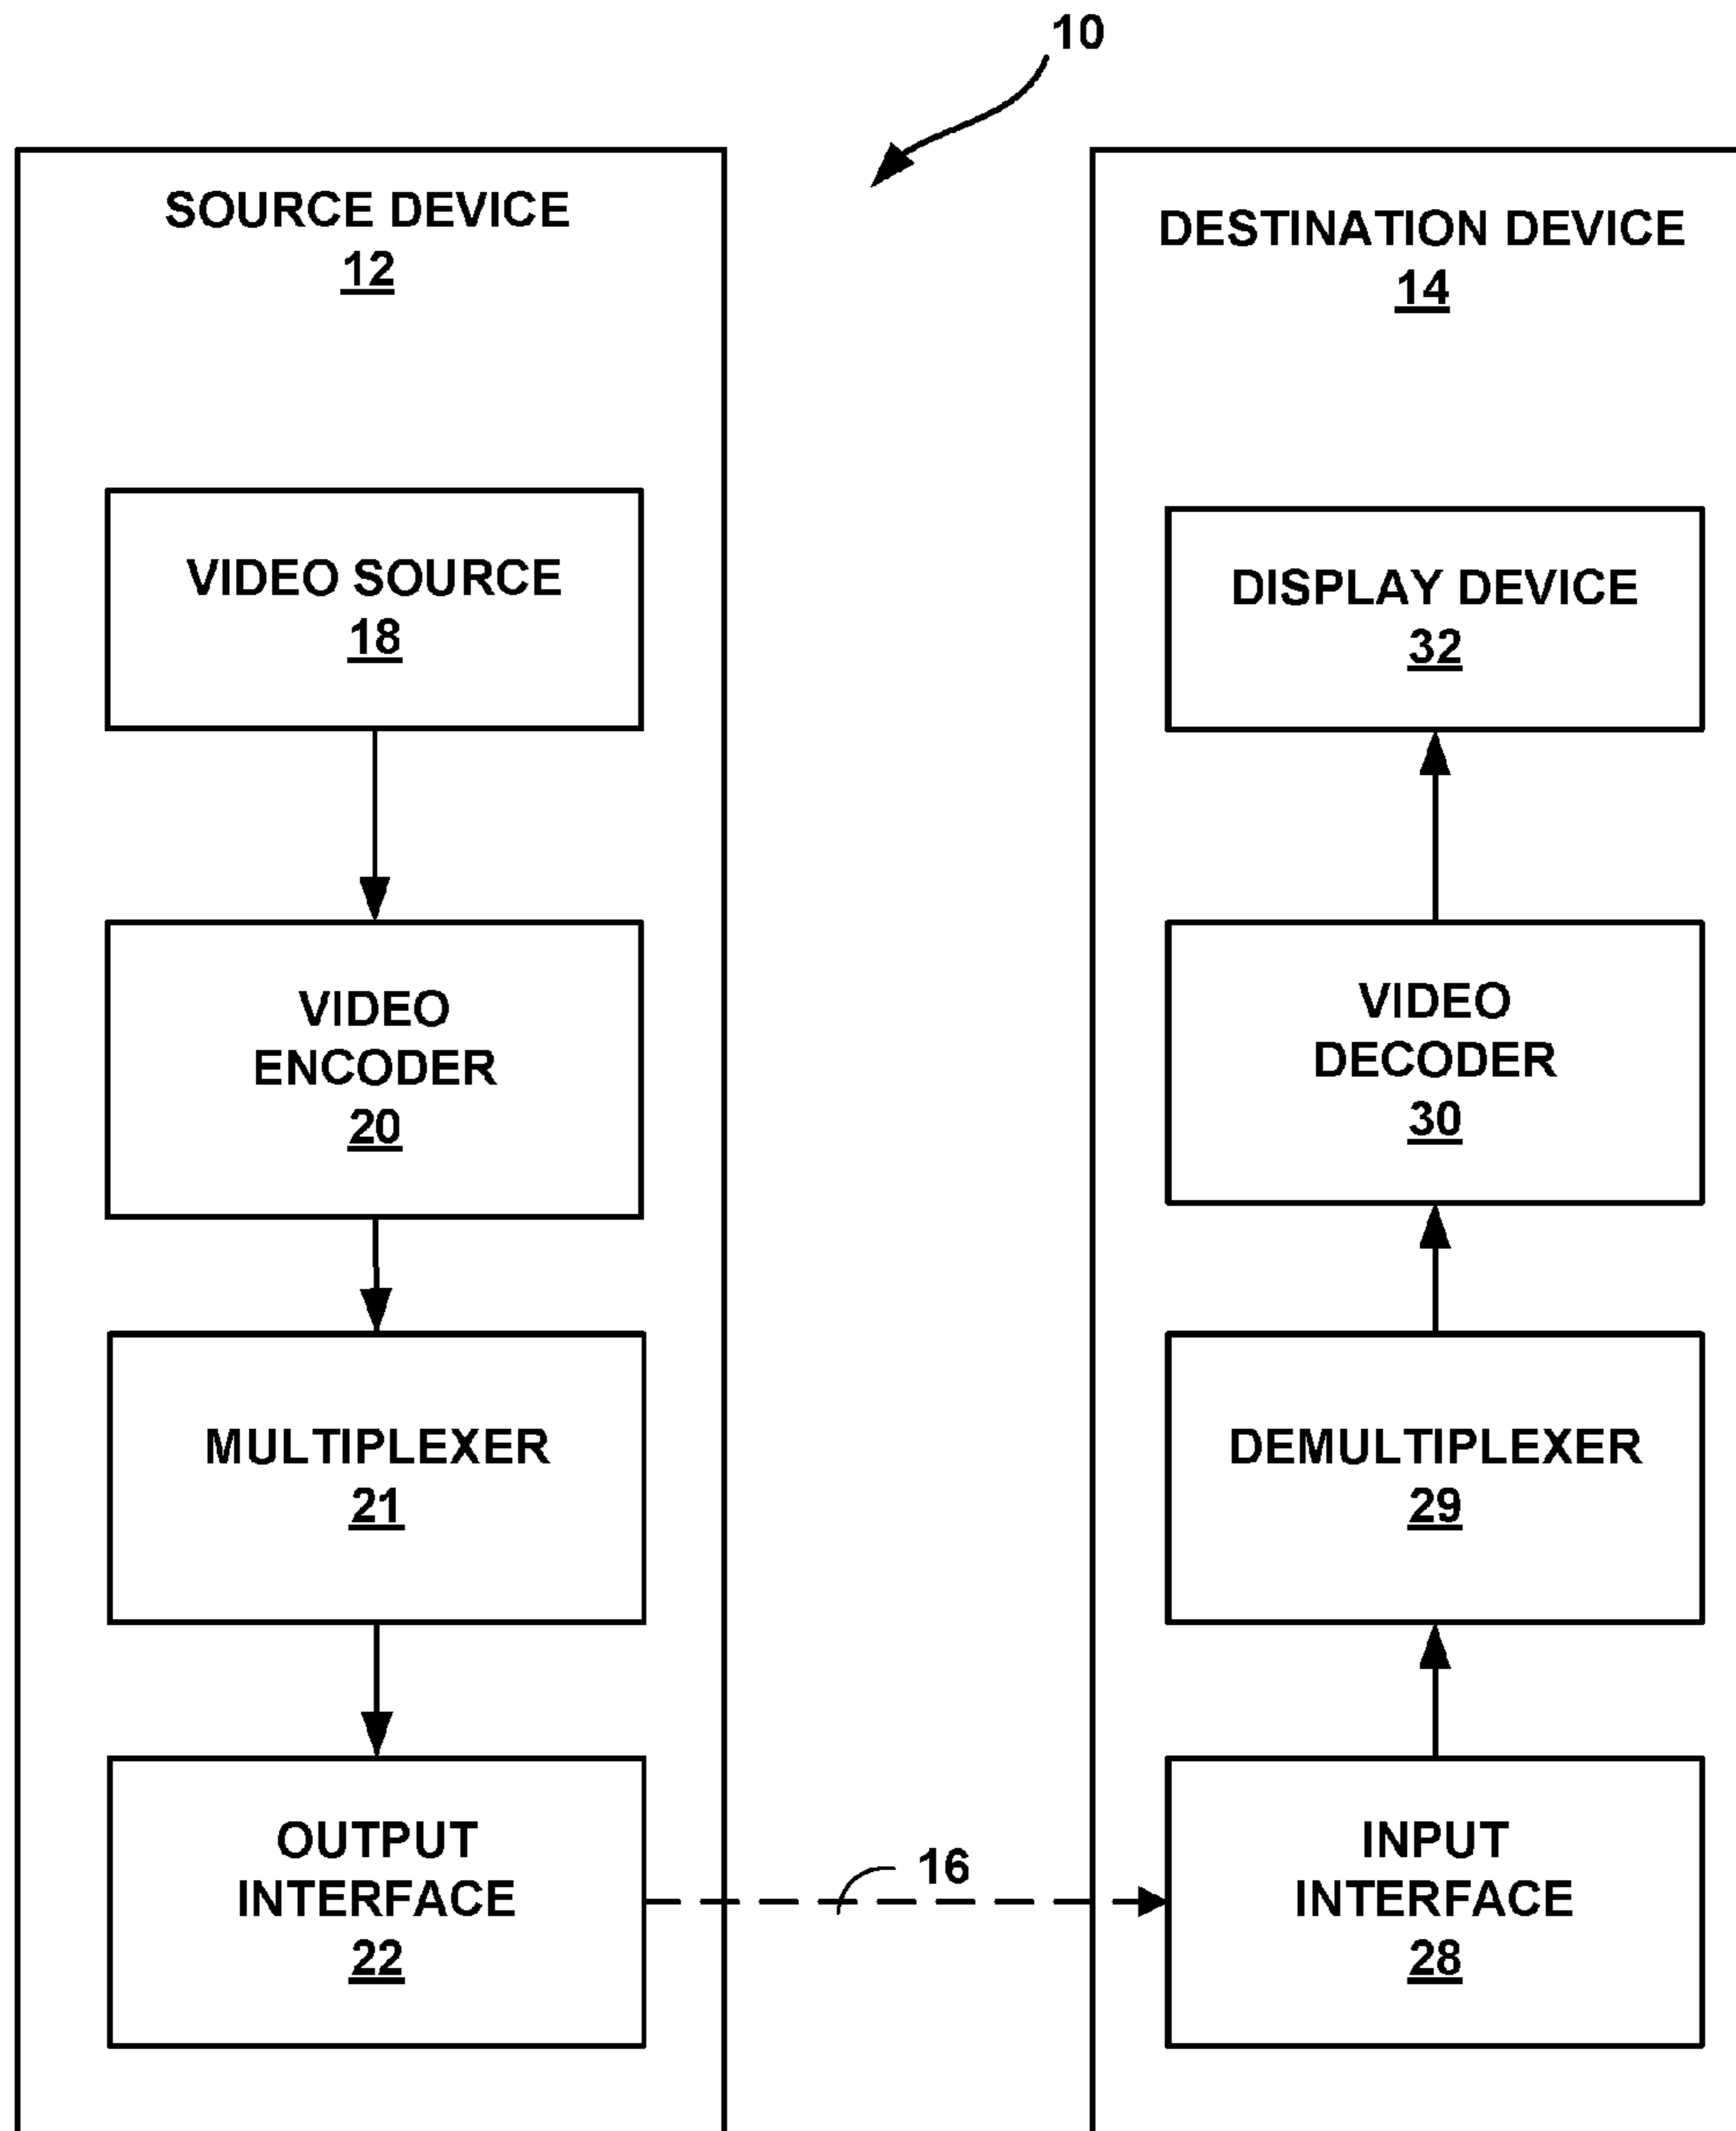 10
SOURCE DEVICE
12
VIDEO SOURCE
18
VIDEO
ENCODER
20
MULTIPLEXER
21
OUTPUT
INTERFACE
22
16
DESTINATION DEVICE
14
DISPLAY DEVICE
32
VIDEO
DECODER
30
DEMULTIPLEXER
29
INPUT
INTERFACE
28